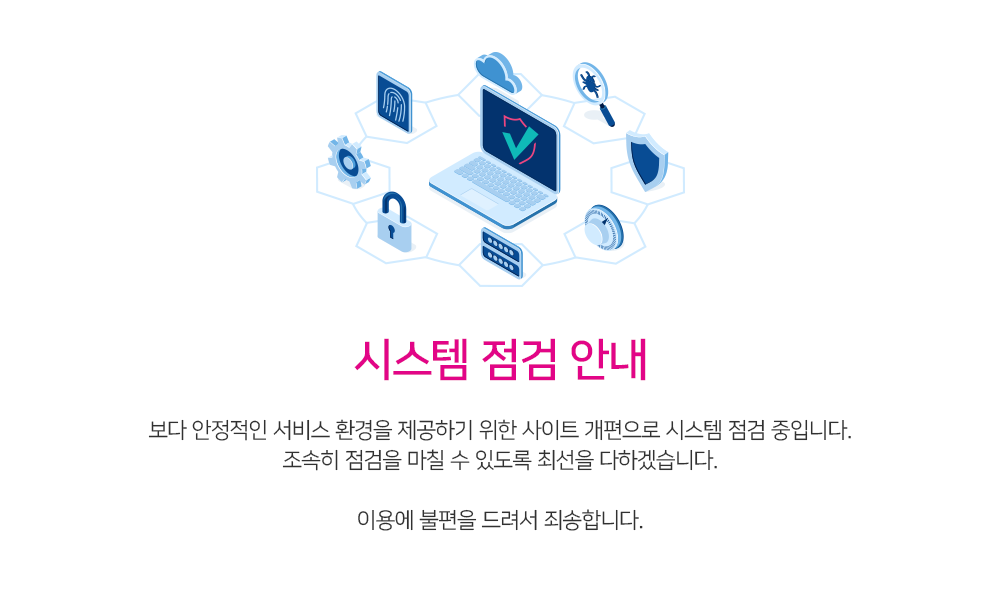 시스템 점검 안내
보다 안정적인 서비스 환경을 제공하기 위한 사이트 개편으로 시스템 점검 중입니다.
조속히 점검을 마칠 수 있도록 최선을 다하겠습니다.
이용에 불편을 드려서 죄송합니다.